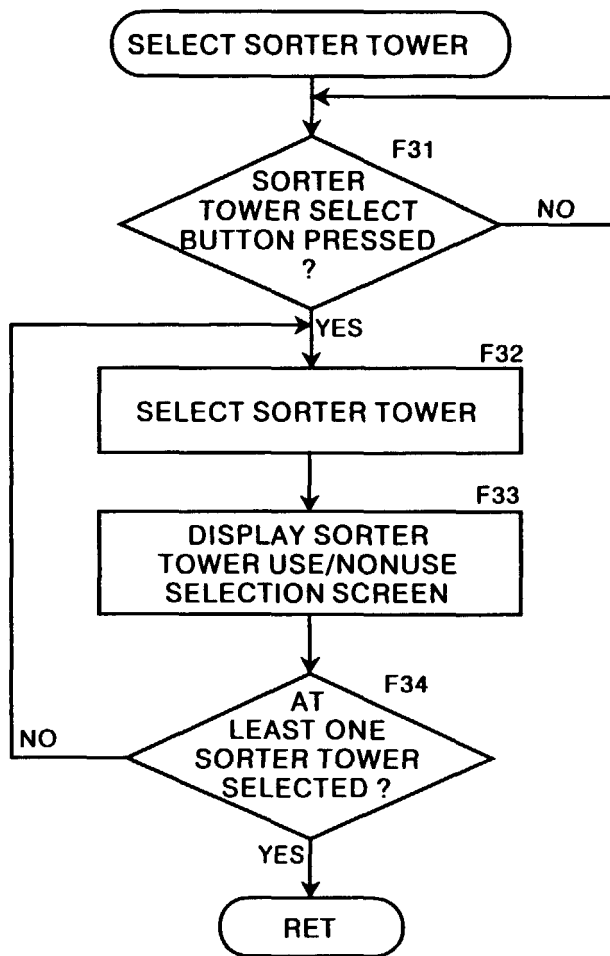 SELECT SORTER TOWER
F31
SORTER
TOWER SELECT
BUTTON PRESSED
?
NO
YES
F32
SELECT SORTER TOWER
F33
DISPLAY SORTER
TOWER USE/NONUSE
SELECTION SCREEN
F34
AT
LEAST ONE
SORTER TOWER
SELECTED ?
NO
YES
RET